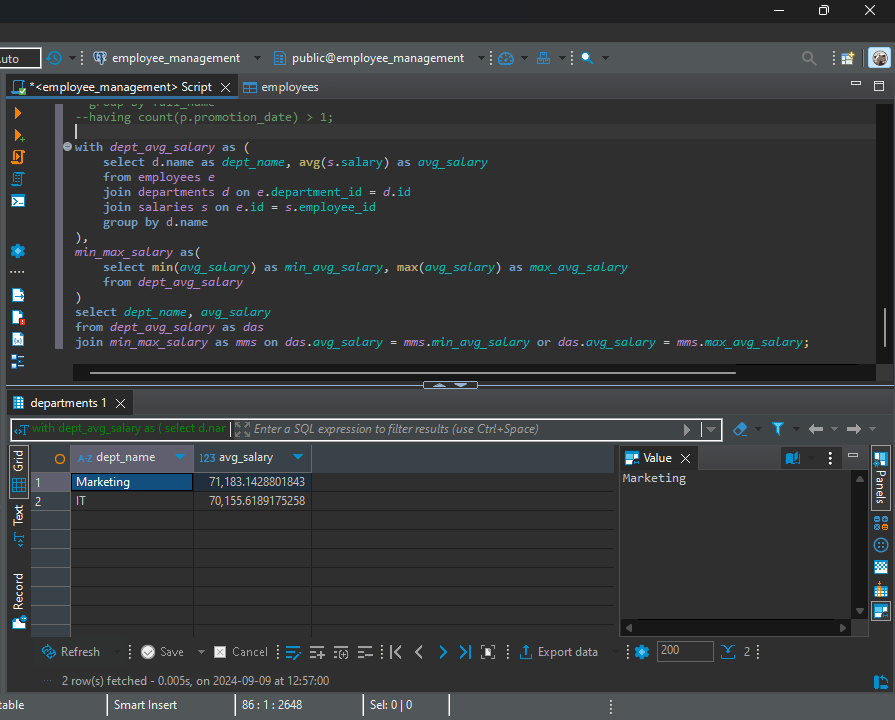 uto employee_management public@employee_management
*<employee_management> Script employees
group by full_name
--having count(p.promotion_date) > 1;
with dept_avg_salary as (
select d.name as dept_name, avg(s.salary) as avg_salary
from employees e
join departments d on e.department_id = d.id
join salaries s on e.id = s.employee_id
group by d.name
),
min_max_salary as(
select min(avg_salary) as min_avg_salary, max(avg_salary) as max_avg_salary
from dept_avg_salary
)
select dept_name, avg_salary
from dept_avg_salary as das
join min_max_salary as mms on das.avg_salary = mms.min_avg_salary or das.avg_salary = mms.max_avg_salary;
departments 1
with dept_avg_salary as ( select d.nar Enter a SQL expression to filter results (use Ctrl+Space)
Grid
Text
Record
A-Z dept_name 123 avg_salary
1 Marketing 71,183.1428801843
2 IT 70,155.6189175258
Value
Marketing
Panels
Refresh Save Cancel Export data 200 2
2 row(s) fetched - 0.005s, on 2024-09-09 at 12:57:00
table Smart Insert 86 : 1 : 2648 Sel: 0 | 0